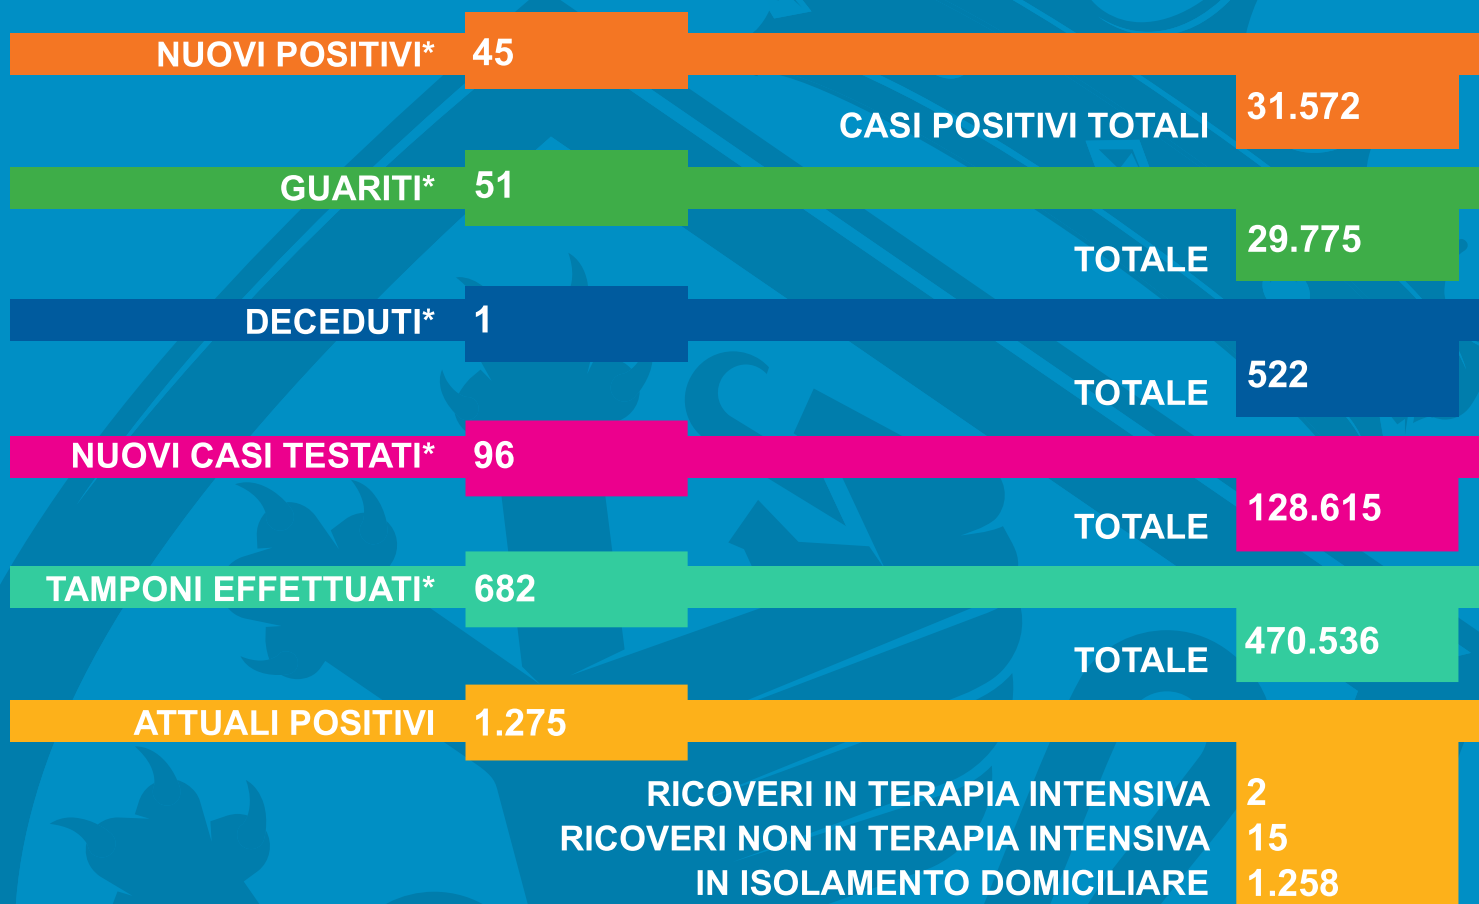 NUOVI POSITIVI* 45
CASI POSITIVI TOTALI 31.572
GUARITI* 51
TOTALE 29.775
DECEDUTI* 1
TOTALE 522
NUOVI CASI TESTATI* 96
TOTALE 128.615
TAMPONI EFFETTUATI* 682
TOTALE 470.536
ATTUALI POSITIVI 1.275
RICOVERI IN TERAPIA INTENSIVA 2
RICOVERI NON IN TERAPIA INTENSIVA 15
IN ISOLAMENTO DOMICILIARE 1.258